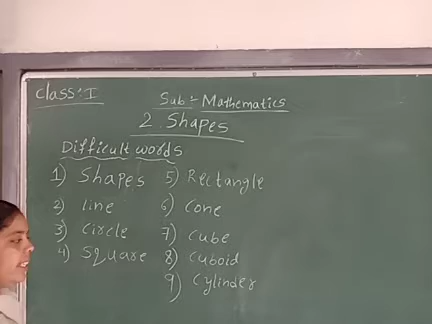 Class: I
Sub:- Mathematics
2. Shapes
Difficult words
1) Shapes
2) line
3) Circle
4) Square
5) Rectangle
6) Cone
7) Cube
8) Cuboid
9) Cylinder